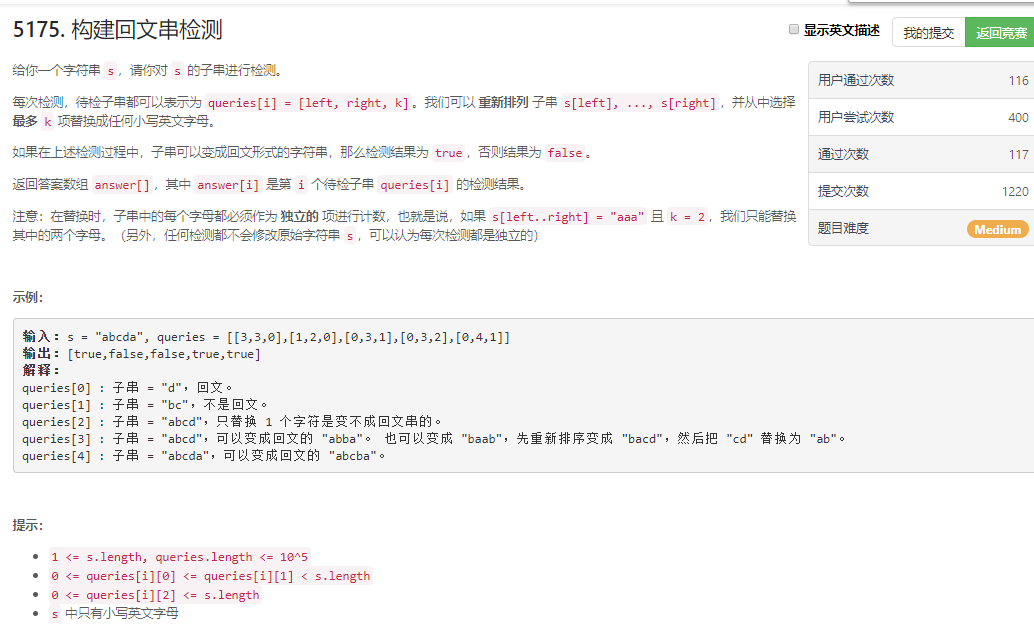 5175. 构建回文串检测
显示英文描述
我的提交
返回竞赛
给你一个字符串 s，请你对 s 的子串进行检测。
每次检测，待检子串都可以表示为 queries[i] = [left, right, k]。我们可以 重新排列 子串 s[left], ..., s[right]，并从中选择
最多 k 项替换成任何小写英文字母。
如果在上述检测过程中，子串可以变成回文形式的字符串，那么检测结果为 true，否则结果为 false。
返回答案数组 answer[]，其中 answer[i] 是第 i 个待检子串 queries[i] 的检测结果。
注意：在替换时，子串中的每个字母都必须作为 独立的 项进行计数，也就是说，如果 s[left..right] = "aaa" 且 k = 2，我们只能替换
其中的两个字母。（另外，任何检测都不会修改原始字符串 s，可以认为每次检测都是独立的）
用户通过次数 116
用户尝试次数 400
通过次数 117
提交次数 1220
题目难度 Medium
示例：
输入：s = "abcda", queries = [[3,3,0],[1,2,0],[0,3,1],[0,3,2],[0,4,1]]
输出：[true,false,false,true,true]
解释：
queries[0] : 子串 = "d"，回文。
queries[1] : 子串 = "bc"，不是回文。
queries[2] : 子串 = "abcd"，只替换 1 个字符是变不成回文串的。
queries[3] : 子串 = "abcd"，可以变成回文的 "abba"。 也可以变成 "baab"，先重新排序变成 "bacd"，然后把 "cd" 替换为 "ab"。
queries[4] : 子串 = "abcda"，可以变成回文的 "abcba"。
提示：
1 <= s.length, queries.length <= 10^5
0 <= queries[i][0] <= queries[i][1] < s.length
0 <= queries[i][2] <= s.length
s 中只有小写英文字母